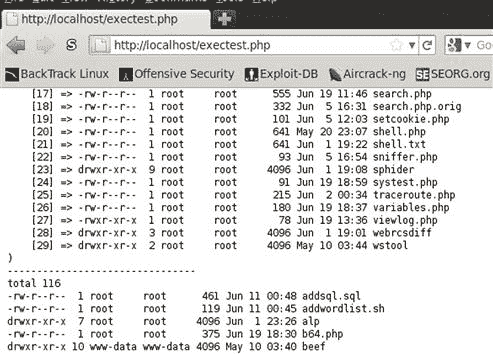 http://localhost/exectest.php
http://localhost/exectest.php
BackTrack Linux Offensive Security Exploit-DB Aircrack-ng SEORG.org
[17] => -rw-r--r-- 1 root root 555 Jun 19 11:46 search.php
[18] => -rw-r--r-- 1 root root 332 Jun 5 16:31 search.php.orig
[19] => -rw-r--r-- 1 root root 101 Jun 5 12:03 setcookie.php
[20] => -rw-r--r-- 1 root root 641 May 20 23:07 shell.php
[21] => -rw-r--r-- 1 root root 641 Jun 1 19:22 shell.txt
[22] => -rw-r--r-- 1 root root 93 Jun 5 16:54 sniffer.php
[23] => drwxr-xr-x 9 root root 4096 Jun 1 19:08 sphider
[24] => -rw-r--r-- 1 root root 91 Jun 19 18:59 systest.php
[25] => -rw-r--r-- 1 root root 215 Jun 2 00:34 traceroute.php
[26] => -rw-r--r-- 1 root root 180 Jun 19 18:37 variables.php
[27] => -rw-r--r-- 1 root root 78 Jun 19 13:36 viewlog.php
[28] => drwxr-xr-x 3 root root 4096 Jun 1 19:01 webrcsdiff
[29] => drwxr-xr-x 2 root root 4096 May 10 03:44 wstool
)
--------------------------------
total 116
-rw-r--r-- 1 root root 461 Jun 11 00:48 addsql.sql
-rw-r--r-- 1 root root 119 Jun 11 00:45 addwordlist.sh
drwxr-xr-x 7 root root 4096 Jun 1 23:26 alp
-rw-r--r-- 1 root root 375 Jun 19 18:30 b64.php
drwxr-xr-x 10 www-data www-data 4096 May 10 03:40 beef